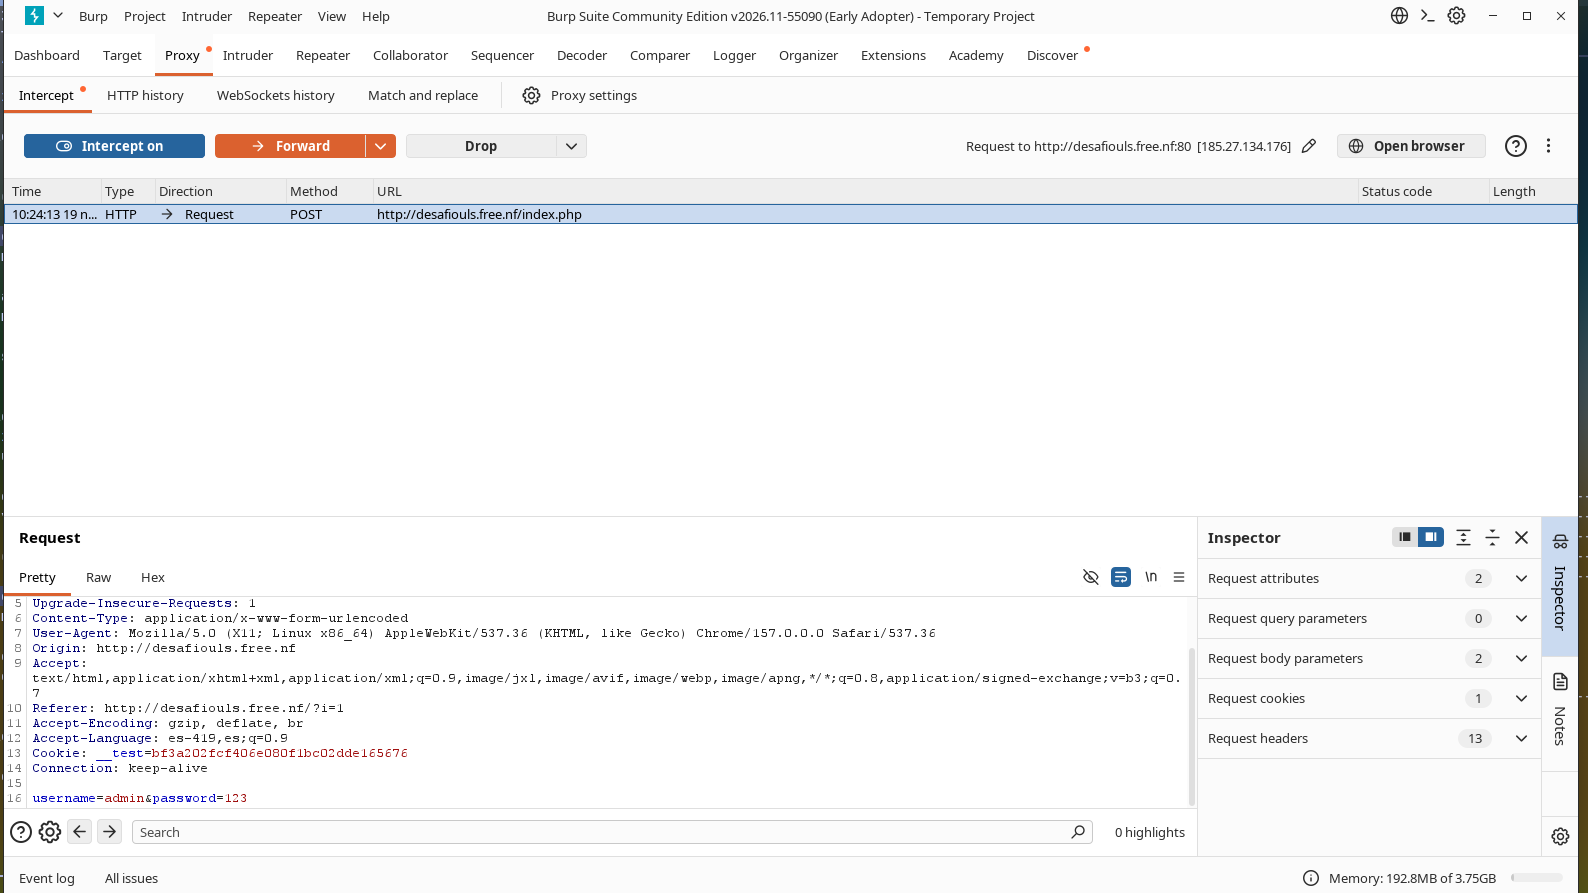 Burp Project Intruder Repeater View Help Burp Suite Community Edition v2026.11-55090 (Early Adopter) - Temporary Project
Dashboard Target Proxy Intruder Repeater Collaborator Sequencer Decoder Comparer Logger Organizer Extensions Academy Discover
Intercept HTTP history WebSockets history Match and replace Proxy settings
Intercept on Forward Drop Request to http://desafiouls.free.nf:80 [185.27.134.176] Open browser
Time Type Direction Method URL Status code Length
10:24:13 19 n... HTTP Request POST http://desafiouls.free.nf/index.php
Request
Pretty Raw Hex \n
5 Upgrade-Insecure-Requests: 1
6 Content-Type: application/x-www-form-urlencoded
7 User-Agent: Mozilla/5.0 (X11; Linux x86_64) AppleWebKit/537.36 (KHTML, like Gecko) Chrome/157.0.0.0 Safari/537.36
8 Origin: http://desafiouls.free.nf
9 Accept:
text/html,application/xhtml+xml,application/xml;q=0.9,image/jxl,image/avif,image/webp,image/apng,*/*;q=0.8,application/signed-exchange;v=b3;q=0.
7
10 Referer: http://desafiouls.free.nf/?i=1
11 Accept-Encoding: gzip, deflate, br
12 Accept-Language: es-419,es;q=0.9
13 Cookie: __test=bf3a202fcf406e080f1bc02dde165676
14 Connection: keep-alive
15
16 username=admin&password=123
Search 0 highlights
Inspector
Request attributes 2
Request query parameters 0
Request body parameters 2
Request cookies 1
Request headers 13
Inspector
Notes
Event log All issues Memory: 192.8MB of 3.75GB